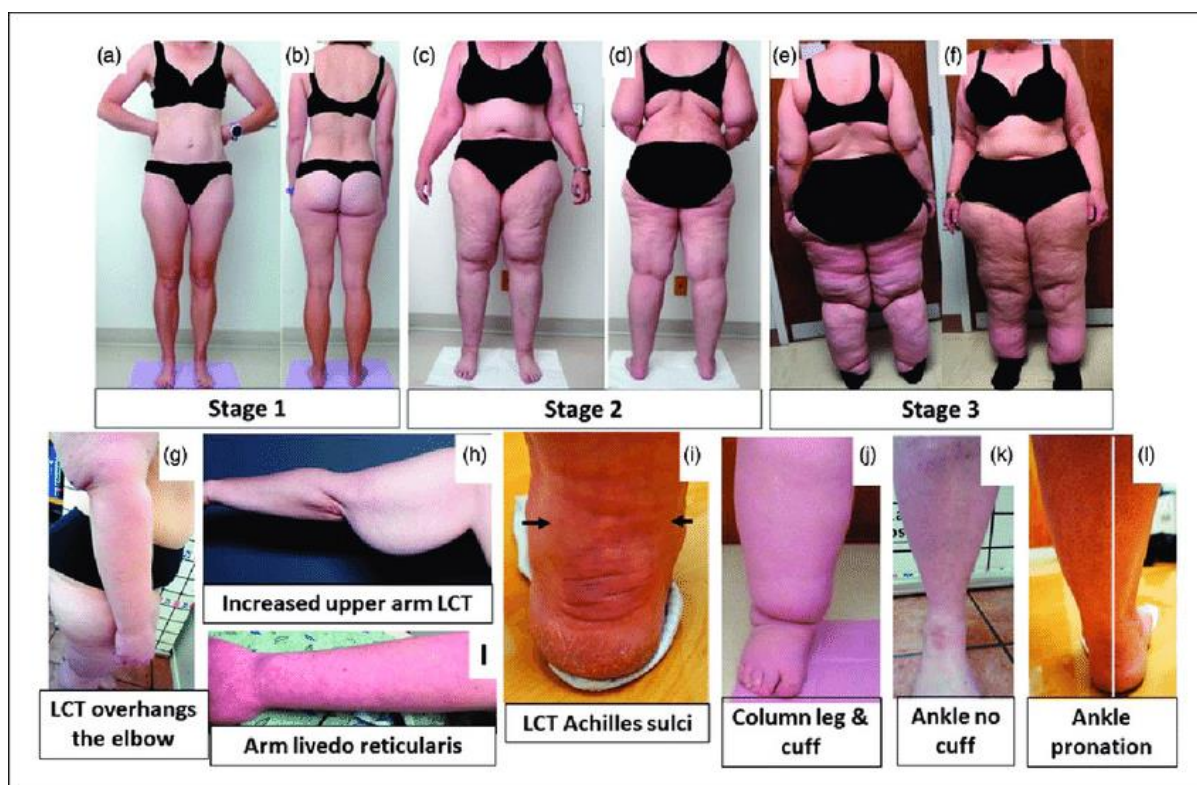 (a)
(b)
(c)
(d)
(e)
(f)
Stage 1
Stage 2
Stage 3
(g)
(h)
(i)
(j)
(k)
(l)
Increased upper arm LCT
I
LCT overhangs
the elbow
Arm livedo reticularis
LCT Achilles sulci
Column leg &
cuff
Ankle no
cuff
Ankle
pronation